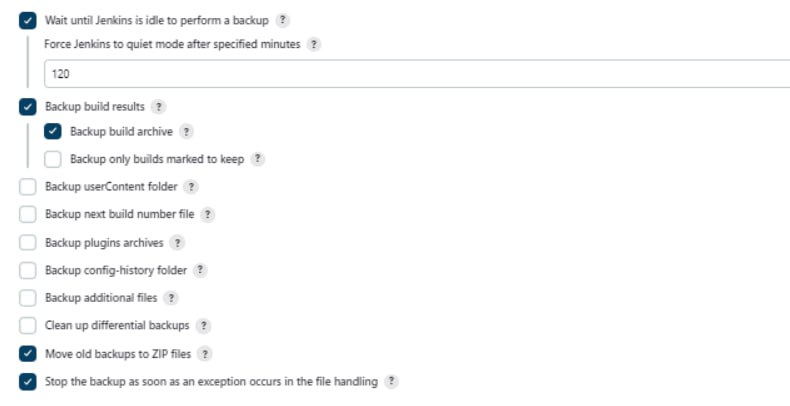 Wait until Jenkins is idle to perform a backup ?
Force Jenkins to quiet mode after specified minutes ?
120
Backup build results ?
Backup build archive ?
Backup only builds marked to keep ?
Backup userContent folder ?
Backup next build number file ?
Backup plugins archives ?
Backup config-history folder ?
Backup additional files ?
Clean up differential backups ?
Move old backups to ZIP files ?
Stop the backup as soon as an exception occurs in the file handling ?